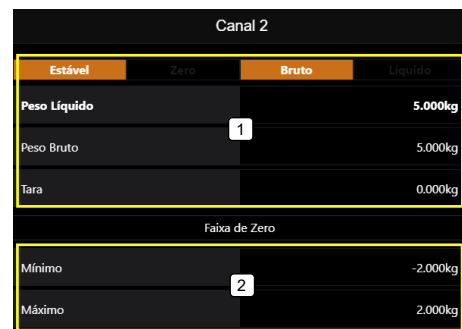 Canal 2
Estável Zero Bruto Líquido
Peso Líquido 5.000kg
1
Peso Bruto 5.000kg
Tara 0.000kg
Faixa de Zero
Mínimo -2.000kg
2
Máximo 2.000kg